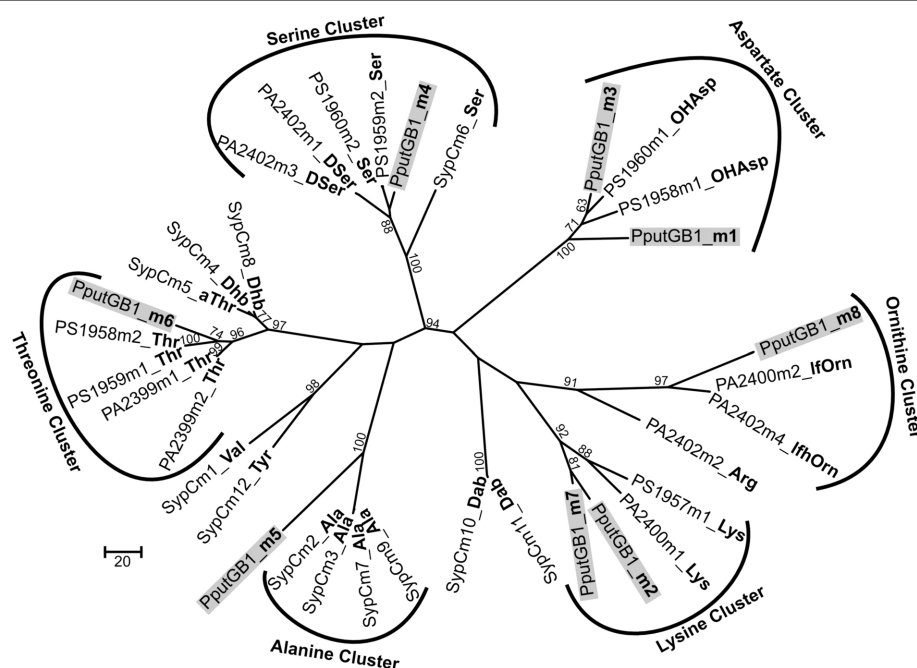 Serine Cluster
PA2402m3_DSer
PA2402m1_DSer
PS1960m2_Ser
PS1959m2_Ser
PputGB1_m4
SypCm6_Ser
88
100
Aspartate Cluster
PputGB1_m3
PS1960m1_OHAsp
PS1958m1_OHAsp
PputGB1_m1
63
71
100
94
Threonine Cluster
SypCm8_Dhb
SypCm4_Dhb
SypCm5_aThr
PputGB1_m6
PS1958m2_Thr
PS1959m1_Thr
PA2399m1_Thr
PA2399m2_Thr
77
97
74
96
100
99
Ornithine Cluster
PputGB1_m8
PA2400m2_IfOrn
PA2402m4_IfhOrn
PA2402m2_Arg
91
97
SypCm1_Val
SypCm12_Tyr
98
PputGB1_m5
100
SypCm2_Ala
SypCm3_Ala
SypCm7_Ala
SypCm9_Ala
Alanine Cluster
SypCm10_Dab
SypCm11_Dab
100
92
88
81
PS1957m1_Lys
PA2400m1_Lys
PputGB1_m2
PputGB1_m7
Lysine Cluster
20